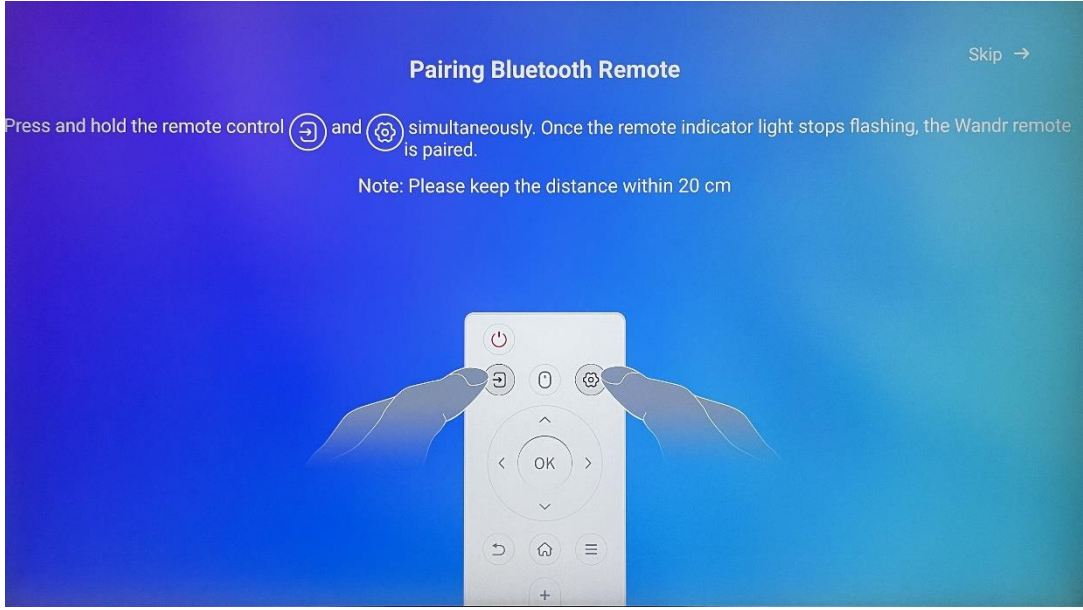 Skip →
Pairing Bluetooth Remote
Press and hold the remote control and simultaneously. Once the remote indicator light stops flashing, the Wandr remote
is paired.
Note: Please keep the distance within 20 cm
OK
+